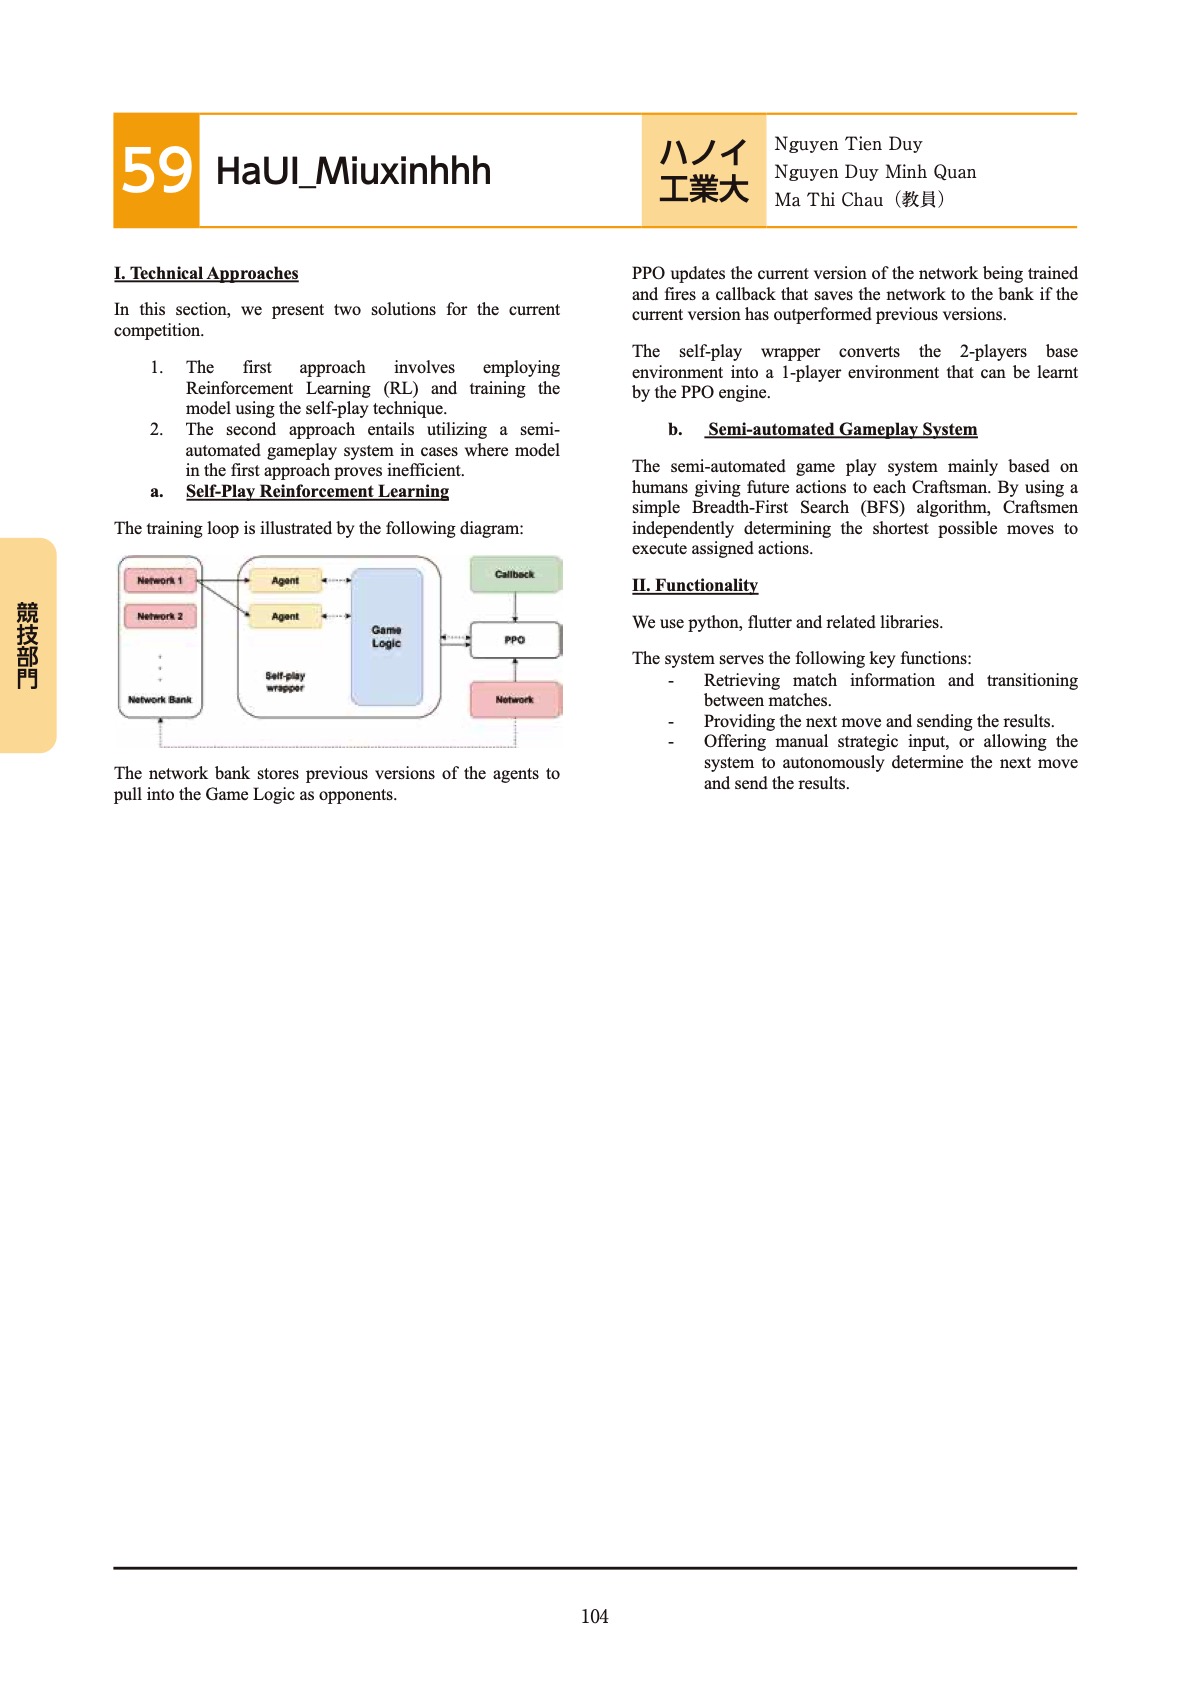 59
HaUI_Miuxinhhh
ハノイ
工業大
Nguyen Tien Duy
Nguyen Duy Minh Quan
Ma Thi Chau（教員）
I. Technical Approaches
In this section, we present two solutions for the current
competition.
1. The first approach involves employing
Reinforcement Learning (RL) and training the
model using the self-play technique.
2. The second approach entails utilizing a semi-
automated gameplay system in cases where model
in the first approach proves inefficient.
a. Self-Play Reinforcement Learning
The training loop is illustrated by the following diagram:
Network 1
Network 2
Network Bank
Agent
Agent
Self-play
wrapper
Game
Logic
Callback
PPO
Network
The network bank stores previous versions of the agents to
pull into the Game Logic as opponents.
PPO updates the current version of the network being trained
and fires a callback that saves the network to the bank if the
current version has outperformed previous versions.
The self-play wrapper converts the 2-players base
environment into a 1-player environment that can be learnt
by the PPO engine.
b. Semi-automated Gameplay System
The semi-automated game play system mainly based on
humans giving future actions to each Craftsman. By using a
simple Breadth-First Search (BFS) algorithm, Craftsmen
independently determining the shortest possible moves to
execute assigned actions.
II. Functionality
We use python, flutter and related libraries.
The system serves the following key functions:
- Retrieving match information and transitioning
between matches.
- Providing the next move and sending the results.
- Offering manual strategic input, or allowing the
system to autonomously determine the next move
and send the results.
競技部門
104